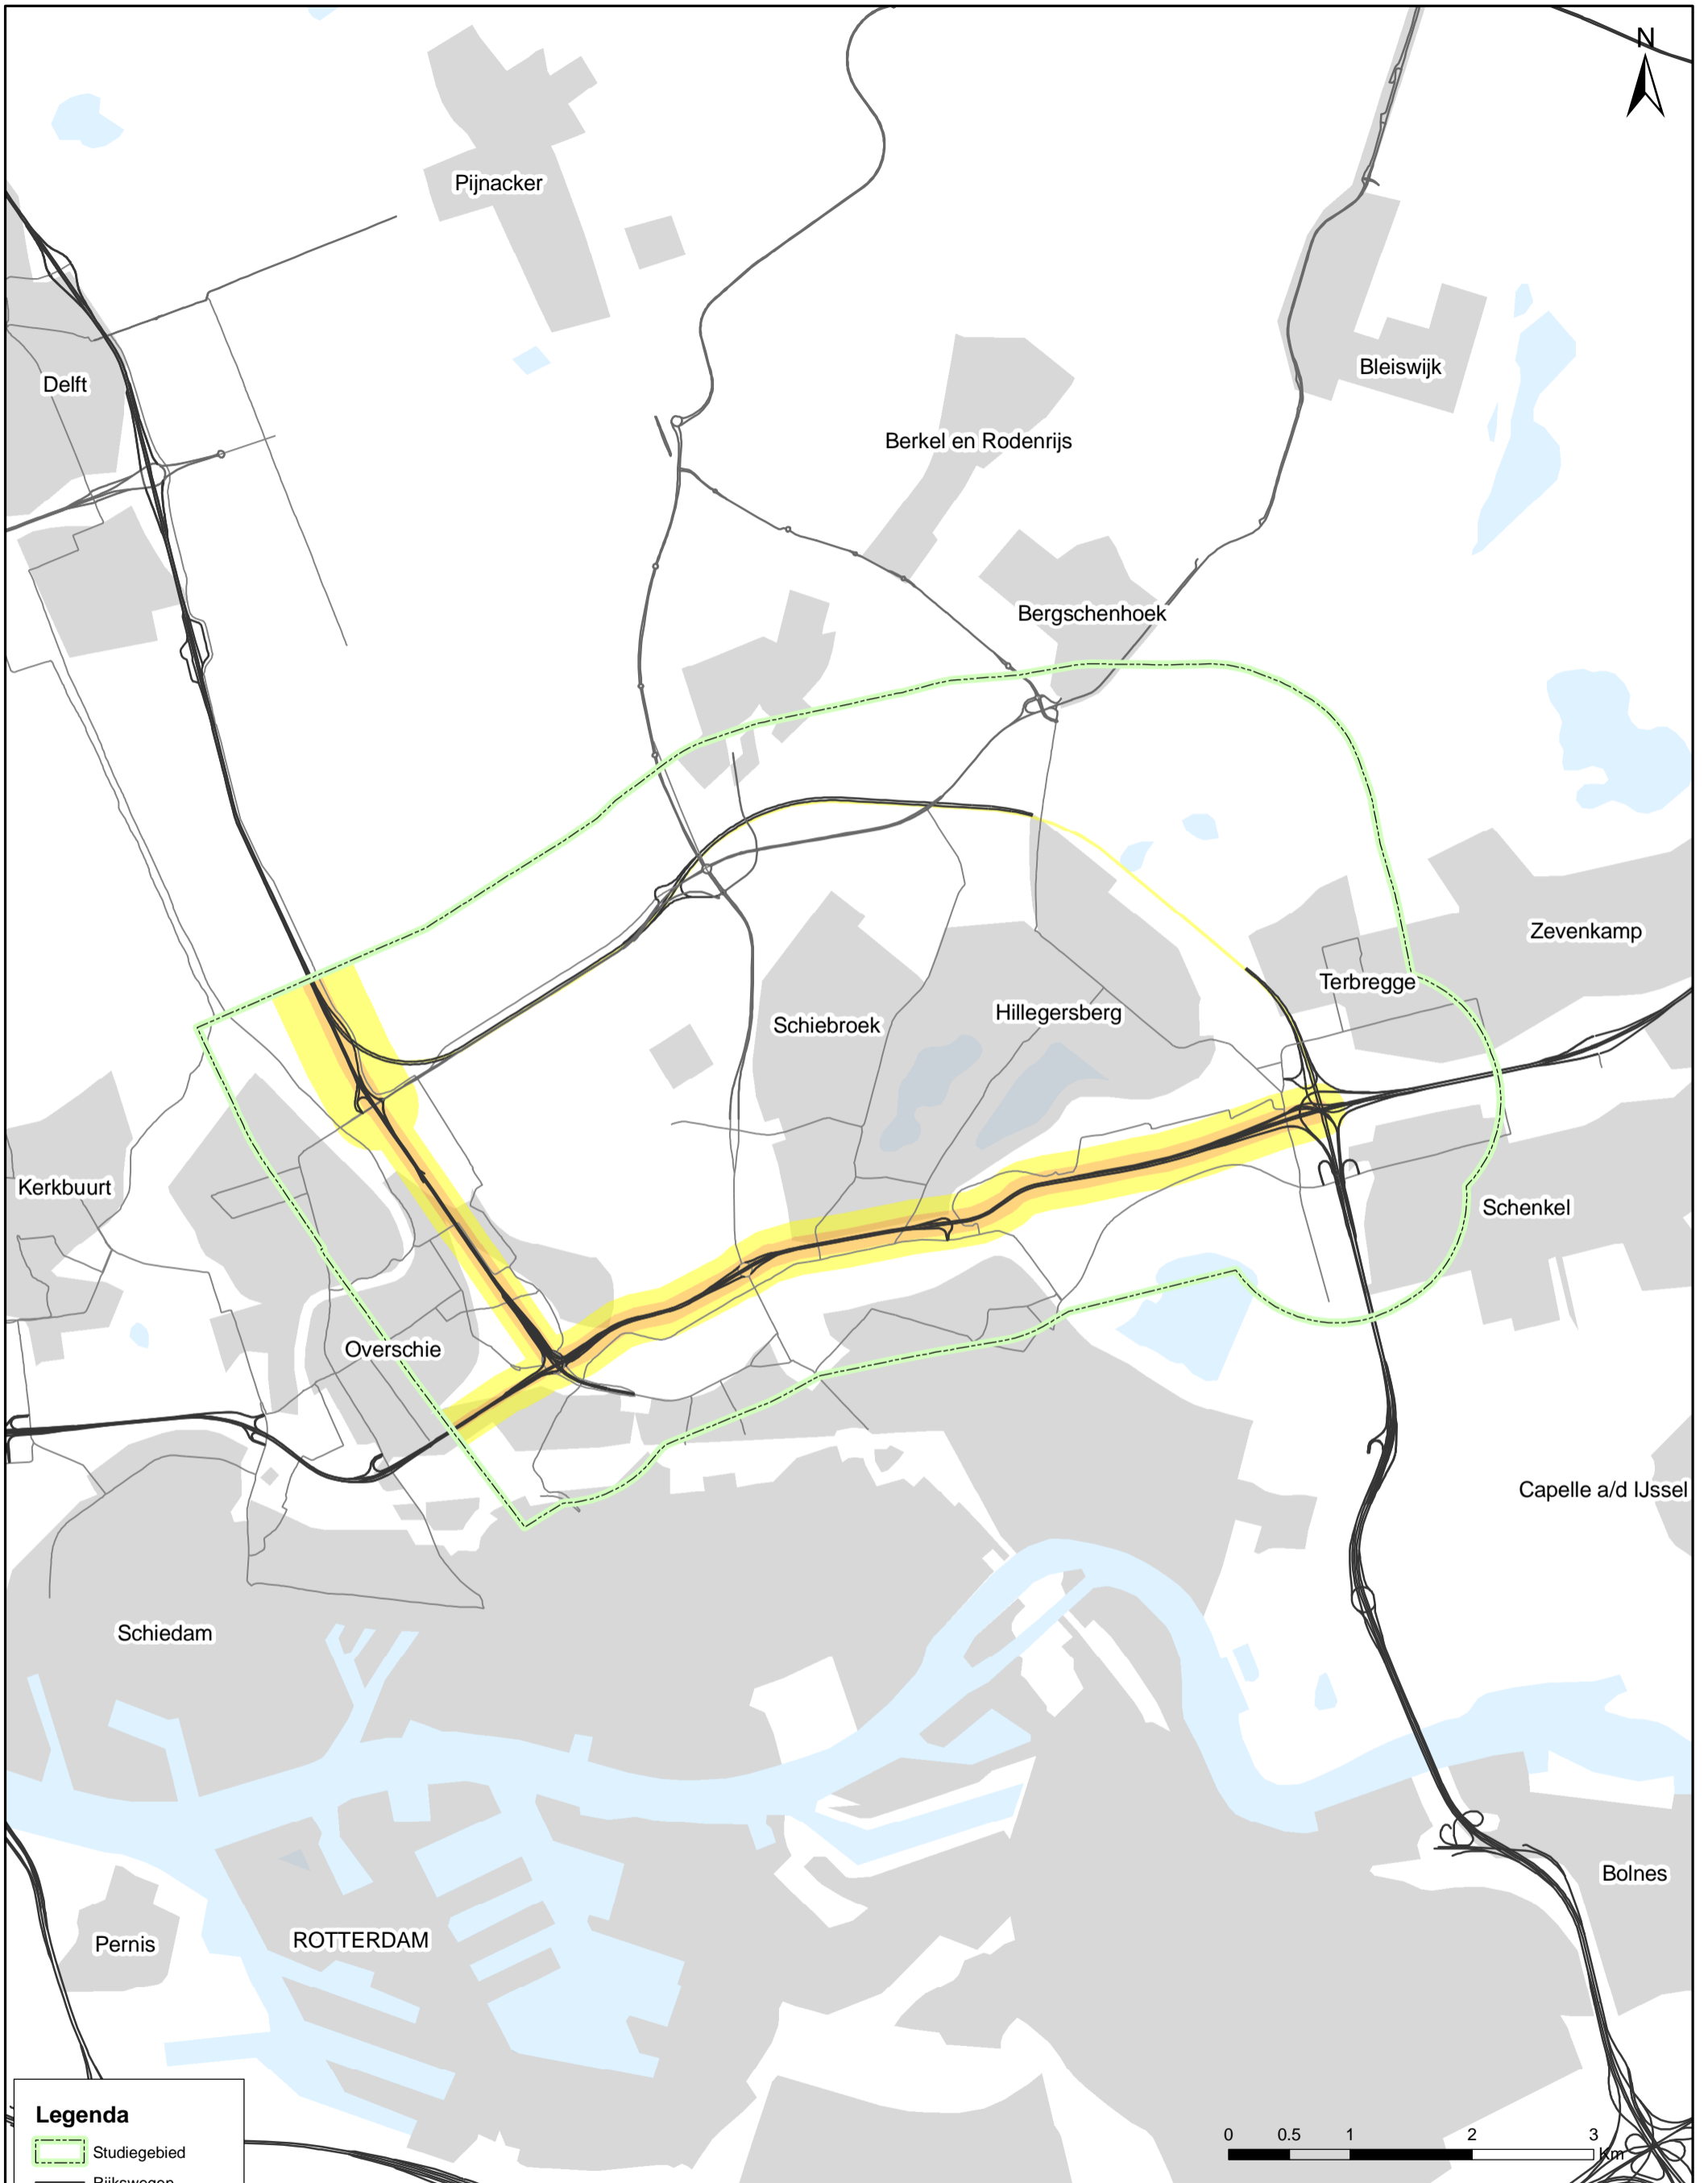 N
Pijnacker
Delft
Bleiswijk
Berkel en Rodenrijs
Bergschenhoek
Zevenkamp
Terbregge
Hillegersberg
Schiebroek
Kerkbuurt
Schenkel
Overschie
Capelle a/d IJssel
Schiedam
Bolnes
Pernis
ROTTERDAM
Legenda
Studiegebied
Rijkswegen
0 0.5 1 2 3
Km